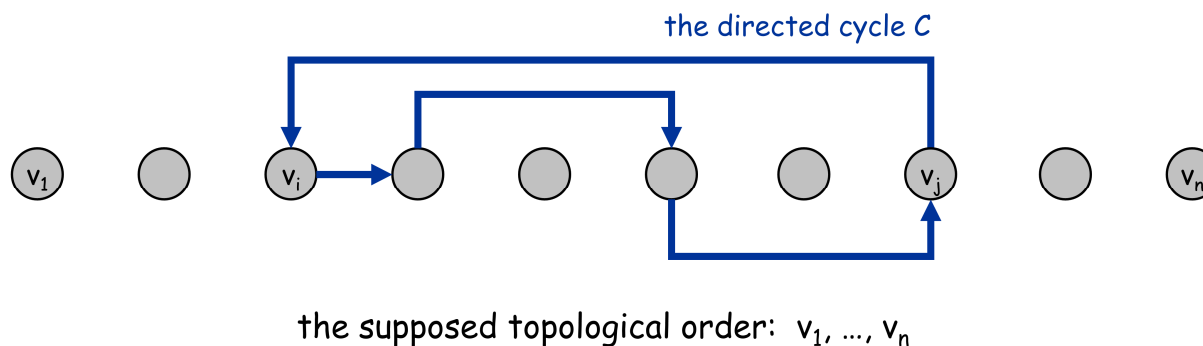 the directed cycle C
v₁ vᵢ vⱼ vₙ
the supposed topological order: v₁, …, vₙ